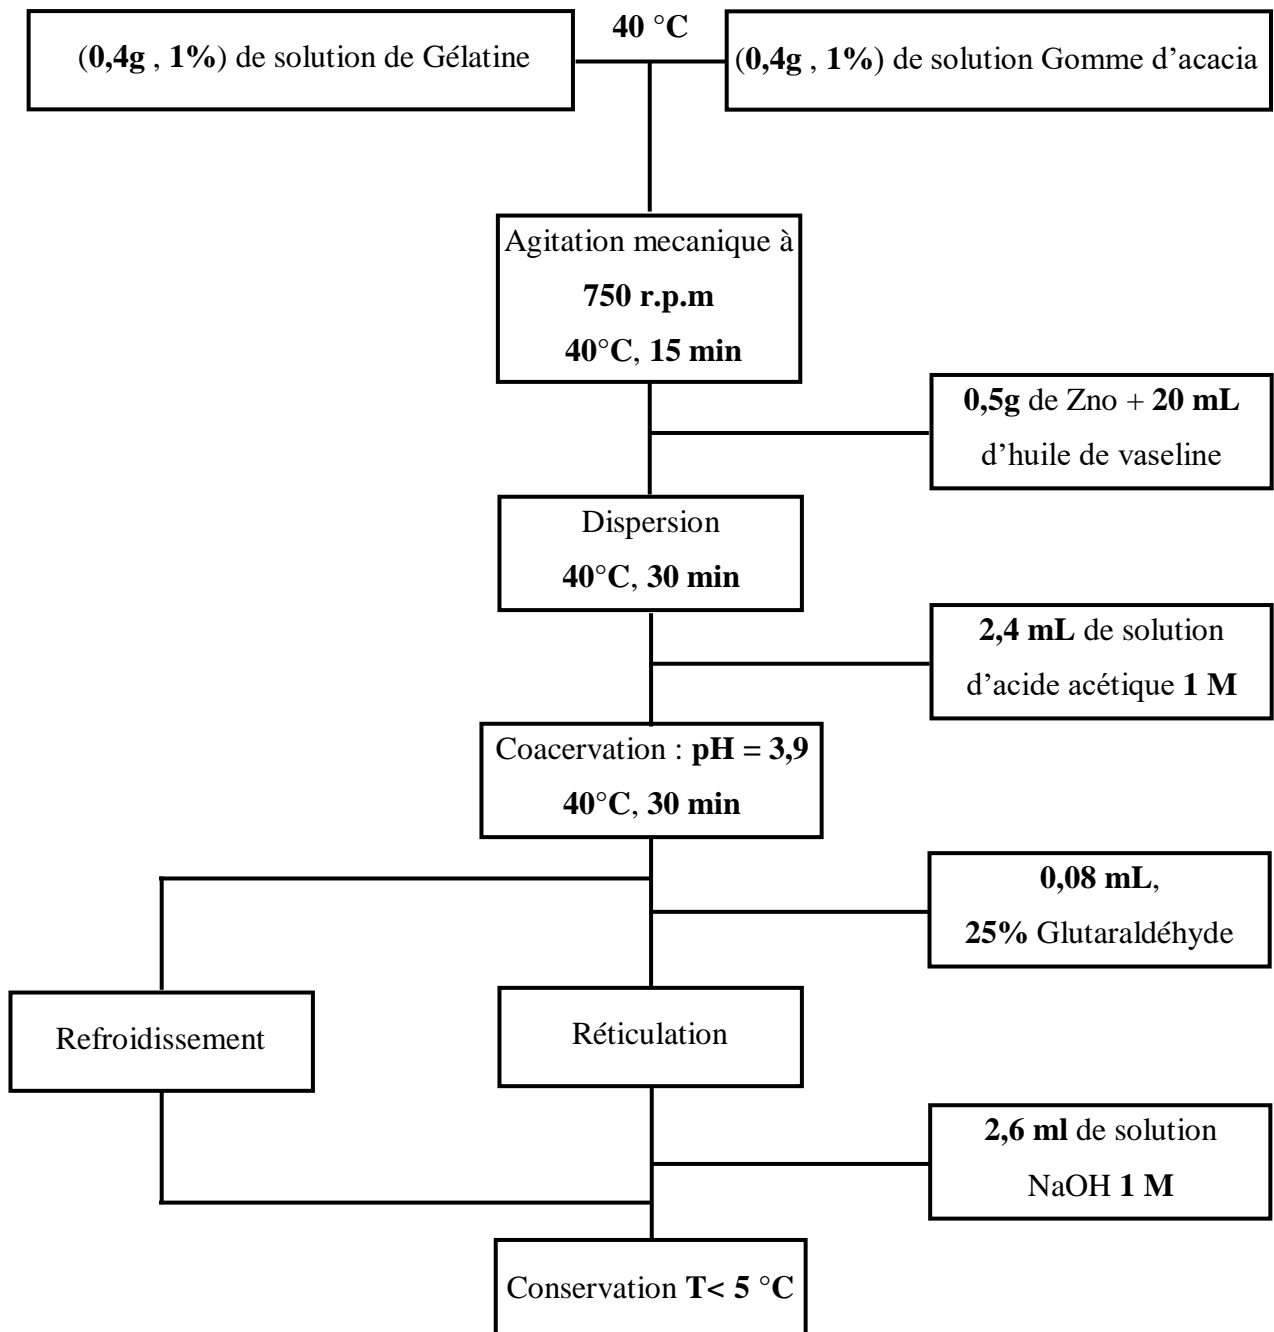 40 °C
(0,4g , 1%) de solution de Gélatine
(0,4g , 1%) de solution Gomme d’acacia
Agitation mecanique à
750 r.p.m
40°C, 15 min
0,5g de Zno + 20 mL
d’huile de vaseline
Dispersion
40°C, 30 min
2,4 mL de solution
d’acide acétique 1 M
Coacervation : pH = 3,9
40°C, 30 min
0,08 mL,
25% Glutaraldéhyde
Refroidissement
Réticulation
2,6 ml de solution
NaOH 1 M
Conservation T< 5 °C